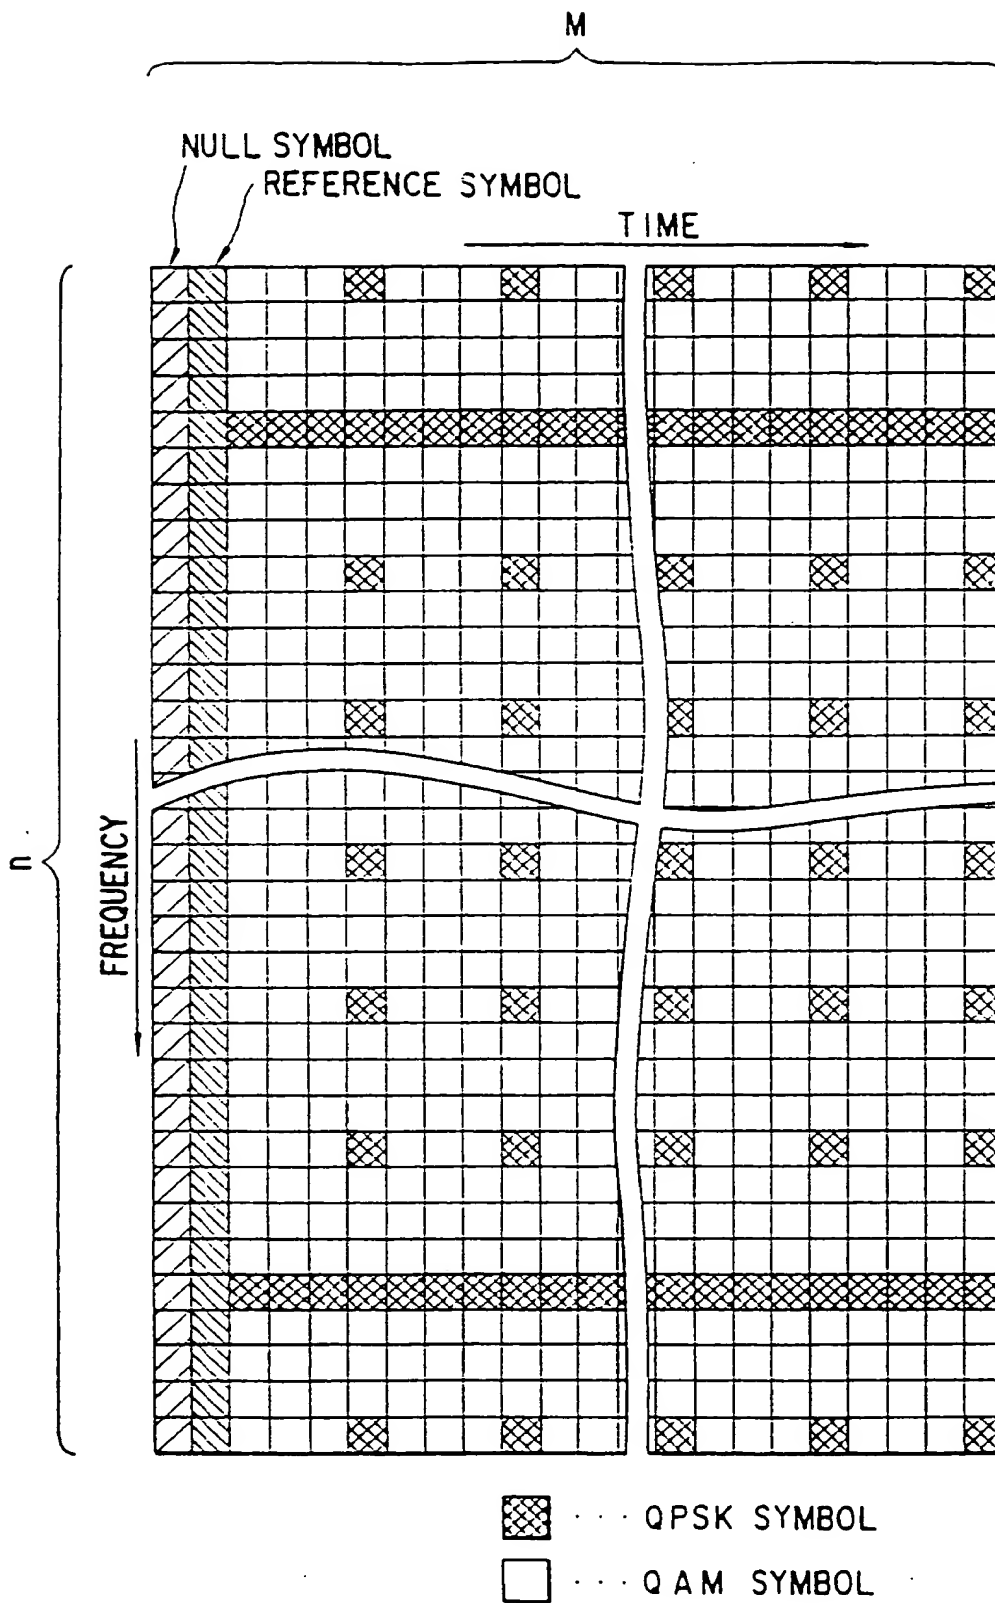 M
NULL SYMBOL
REFERENCE SYMBOL
TIME
n
FREQUENCY
··· QPSK SYMBOL
··· QAM SYMBOL